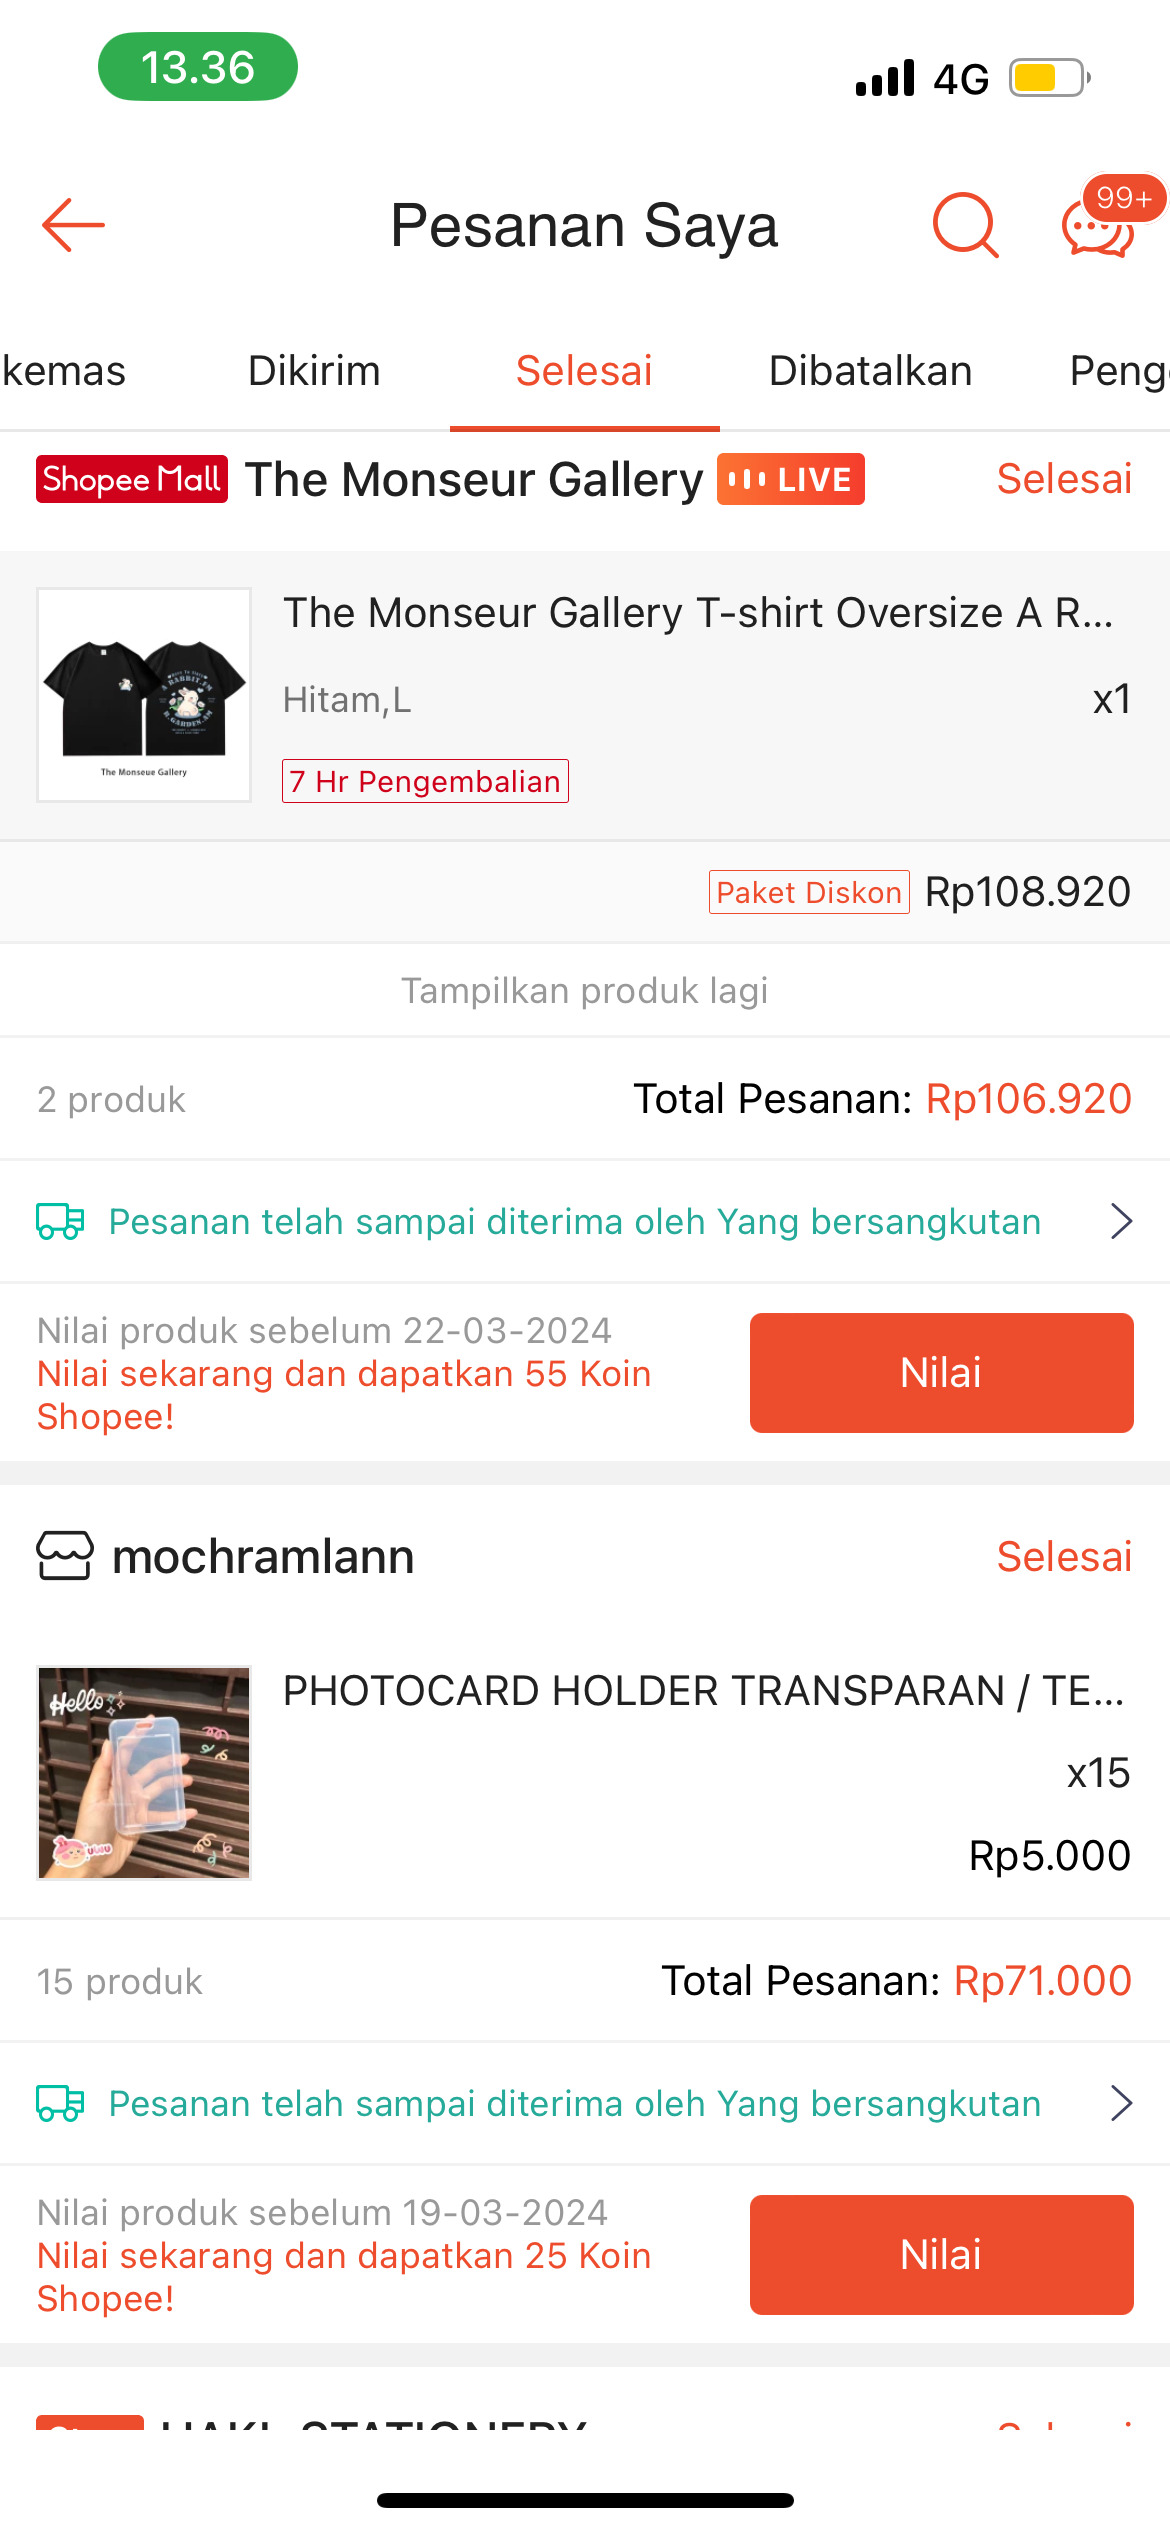 13.36
4G
99+
Pesanan Saya
kemas Dikirim Selesai Dibatalkan Peng
Shopee Mall The Monseur Gallery LIVE Selesai
The Monseur Gallery T-shirt Oversize A R...
Hitam,L x1
7 Hr Pengembalian
The Monseue Gallery
Paket Diskon Rp108.920
Tampilkan produk lagi
2 produk Total Pesanan: Rp106.920
Pesanan telah sampai diterima oleh Yang bersangkutan
Nilai produk sebelum 22-03-2024
Nilai sekarang dan dapatkan 55 Koin
Shopee!
Nilai
mochramlann Selesai
Hello
PHOTOCARD HOLDER TRANSPARAN / TE...
x15
Rp5.000
15 produk Total Pesanan: Rp71.000
Pesanan telah sampai diterima oleh Yang bersangkutan
Nilai produk sebelum 19-03-2024
Nilai sekarang dan dapatkan 25 Koin
Shopee!
Nilai